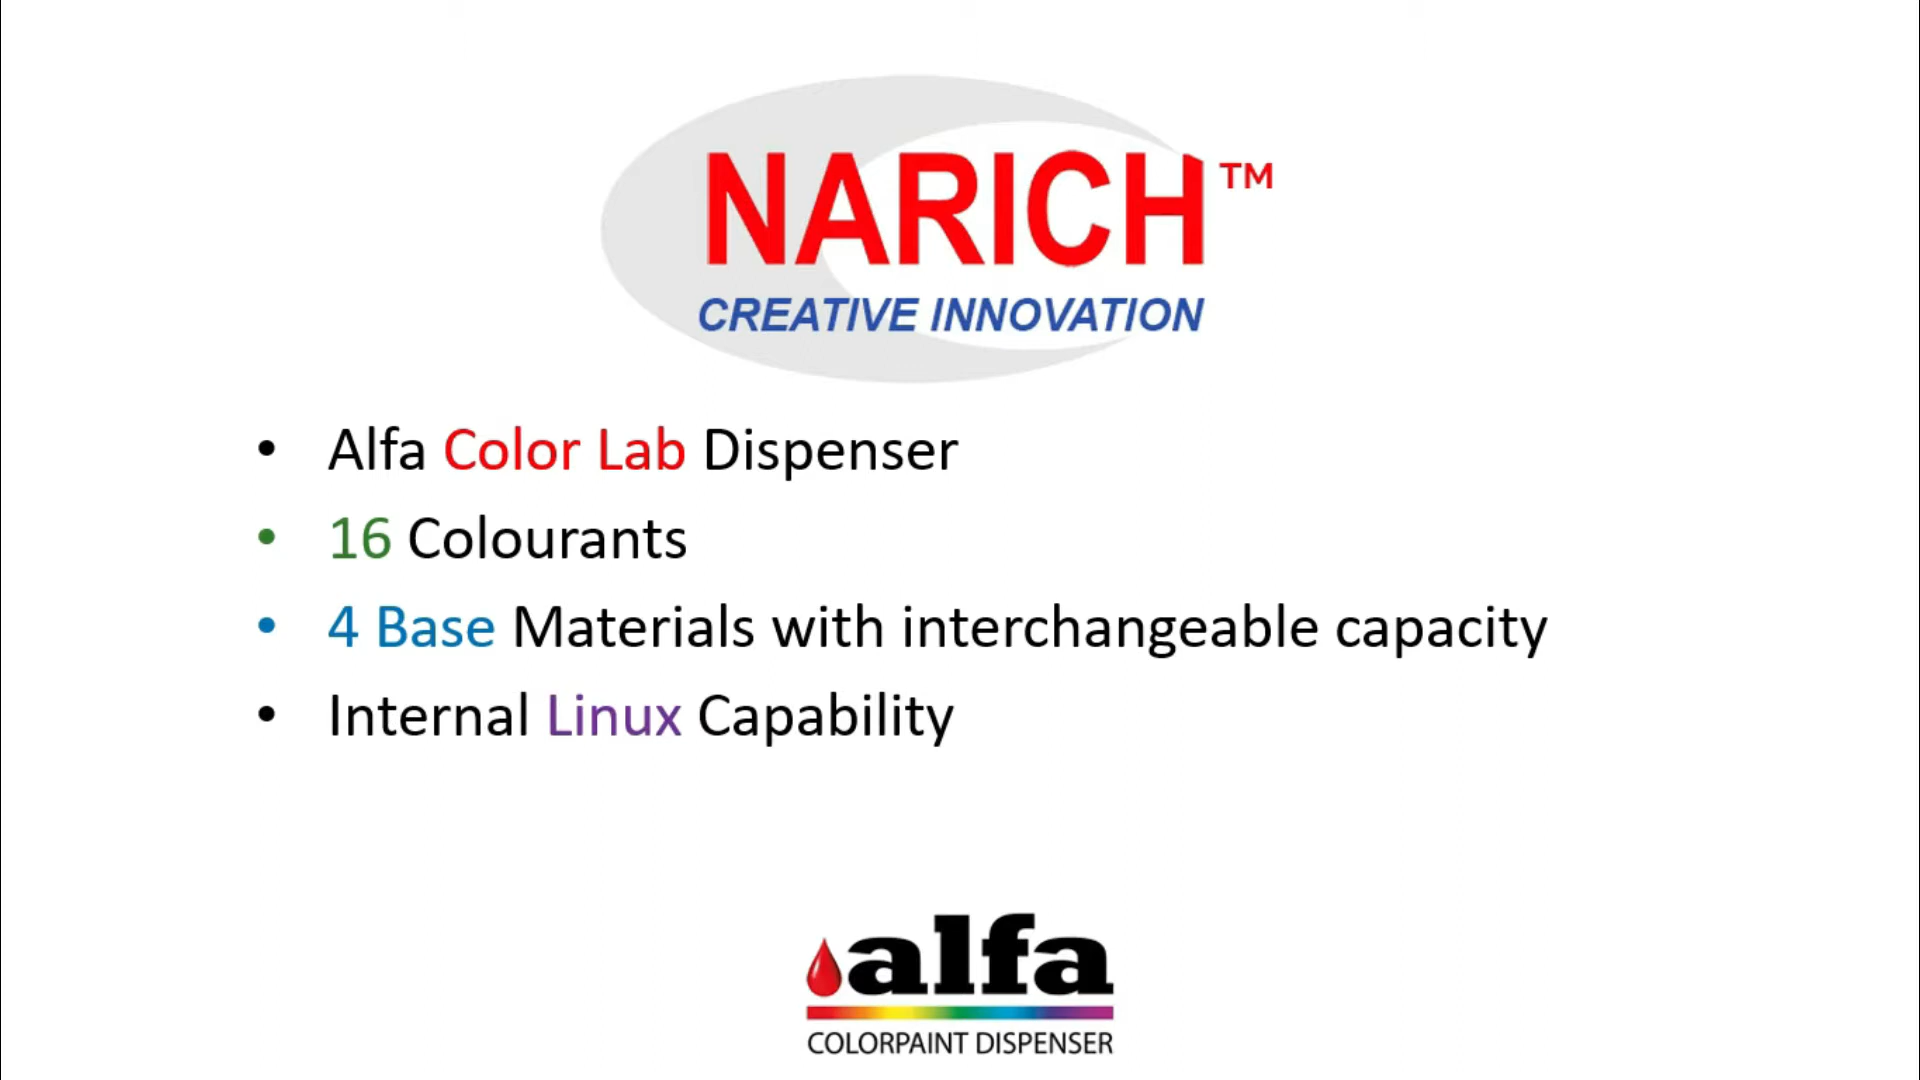 NARICH™
CREATIVE INNOVATION
• Alfa Color Lab Dispenser
• 16 Colourants
• 4 Base Materials with interchangeable capacity
• Internal Linux Capability
alfa
COLORPAINT DISPENSER